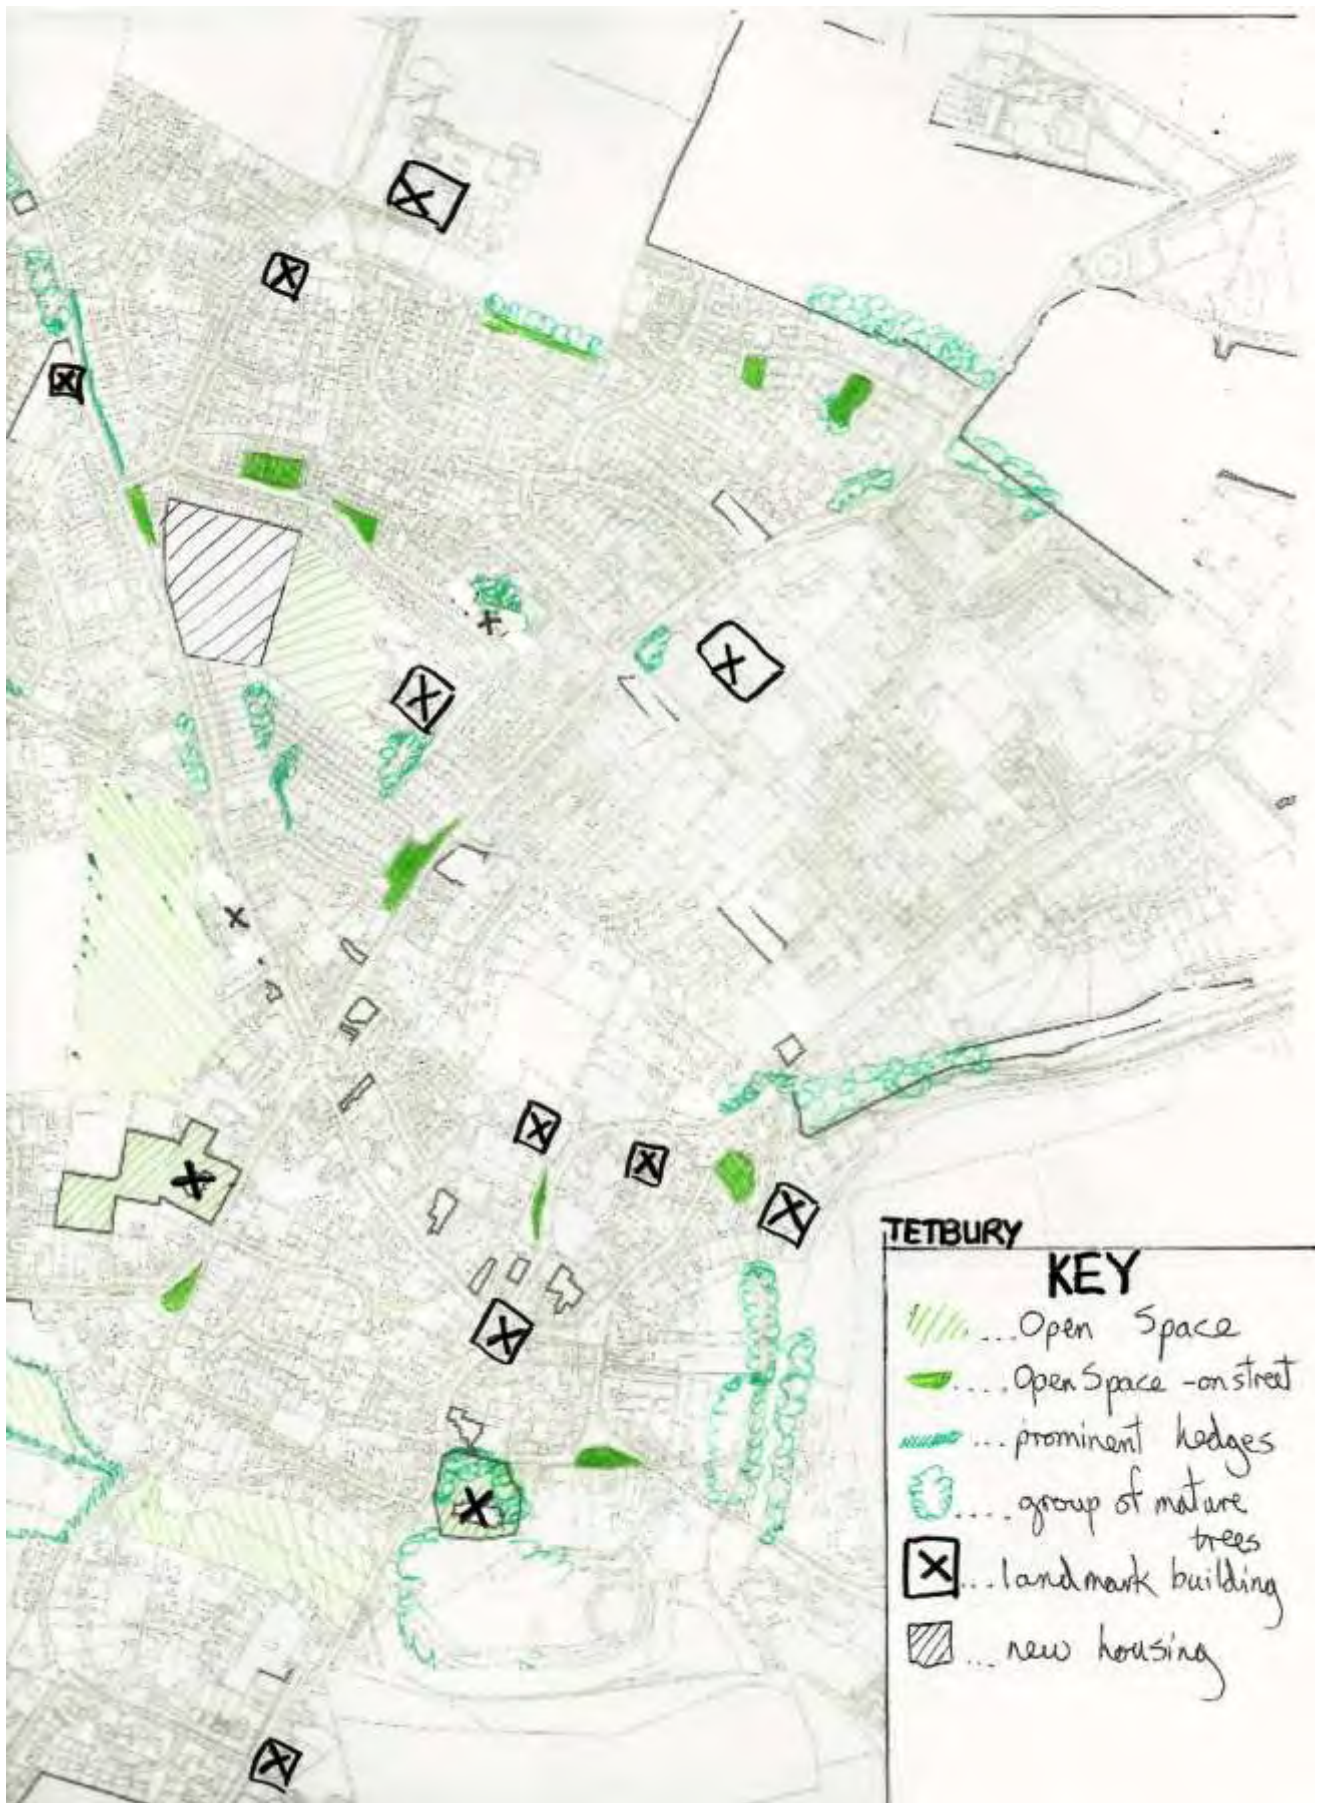 TETBURY
KEY
...Open Space
....Open Space - on street
...prominent hedges
....group of mature
trees
...landmark building
...new housing